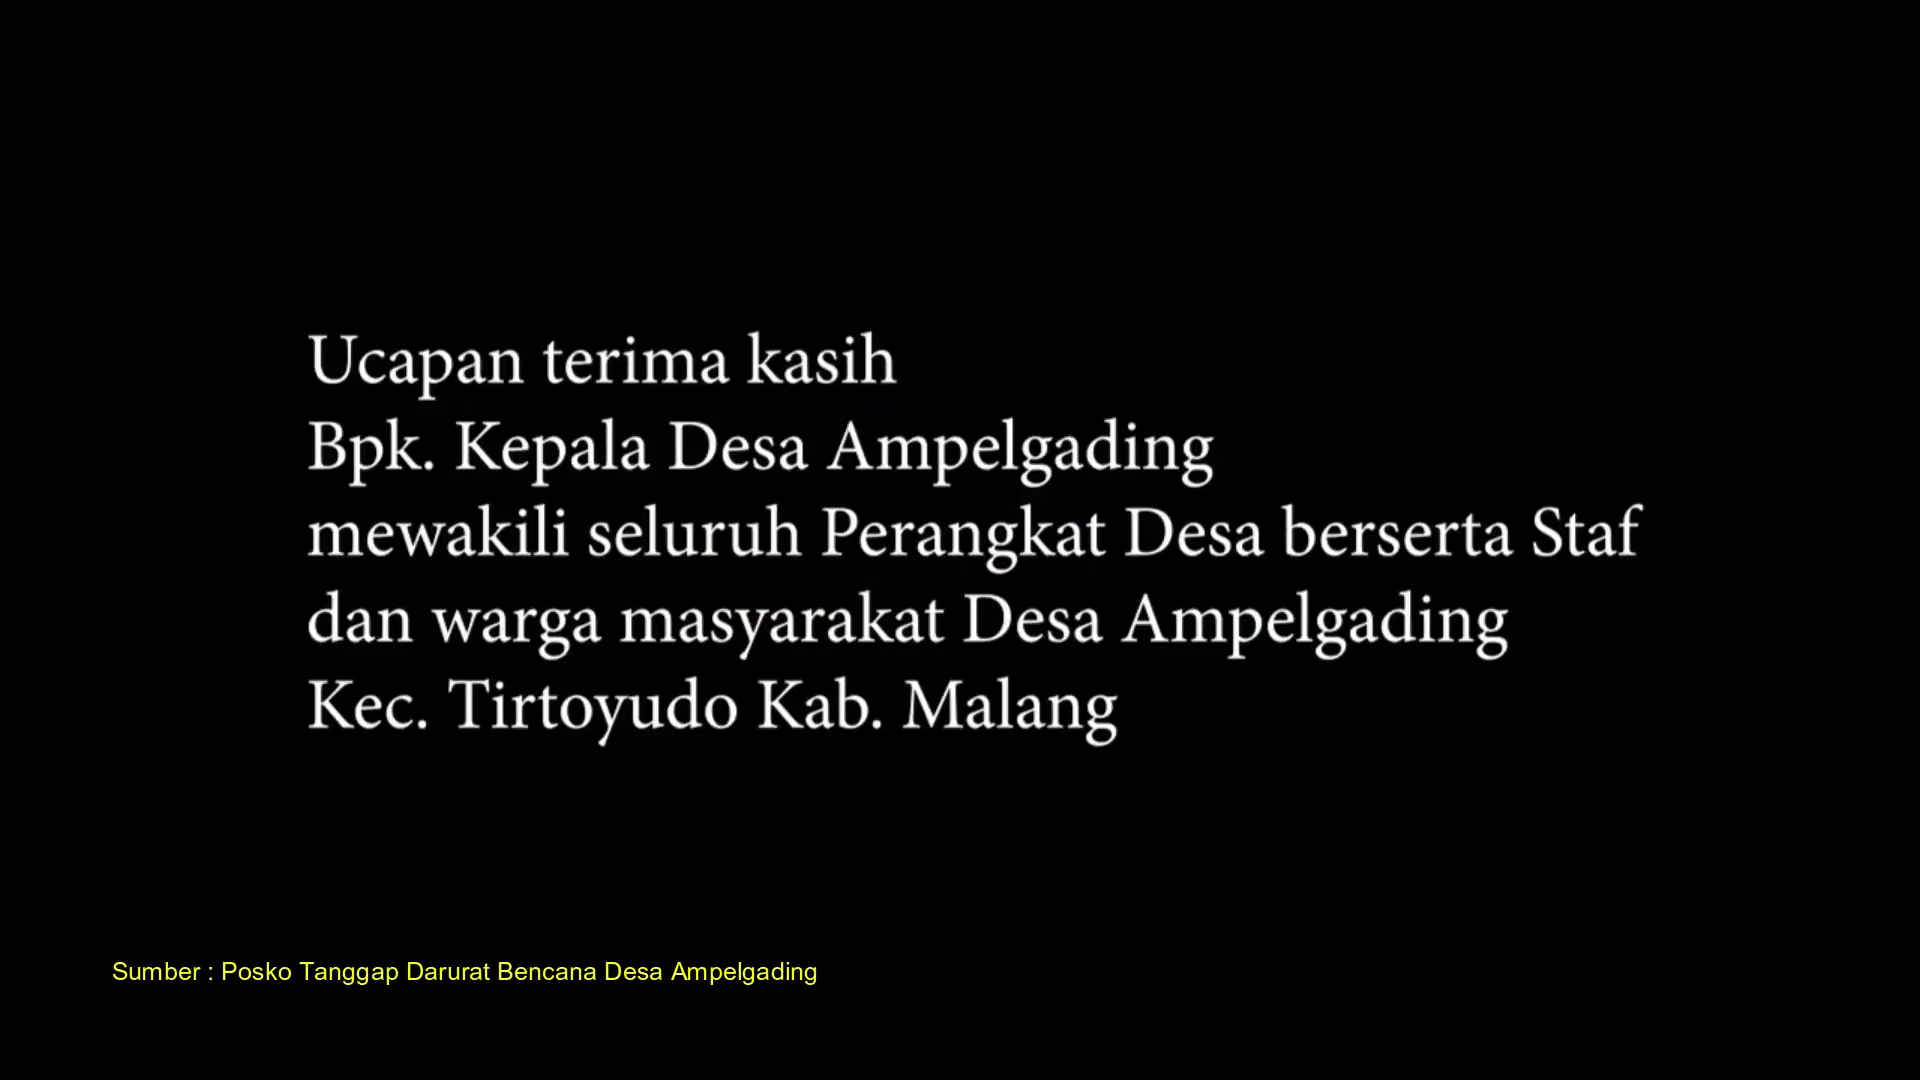 Ucapan terima kasih
Bpk. Kepala Desa Ampelgading
mewakili seluruh Perangkat Desa berserta Staf
dan warga masyarakat Desa Ampelgading
Kec. Tirtoyudo Kab. Malang
Sumber : Posko Tanggap Darurat Bencana Desa Ampelgading